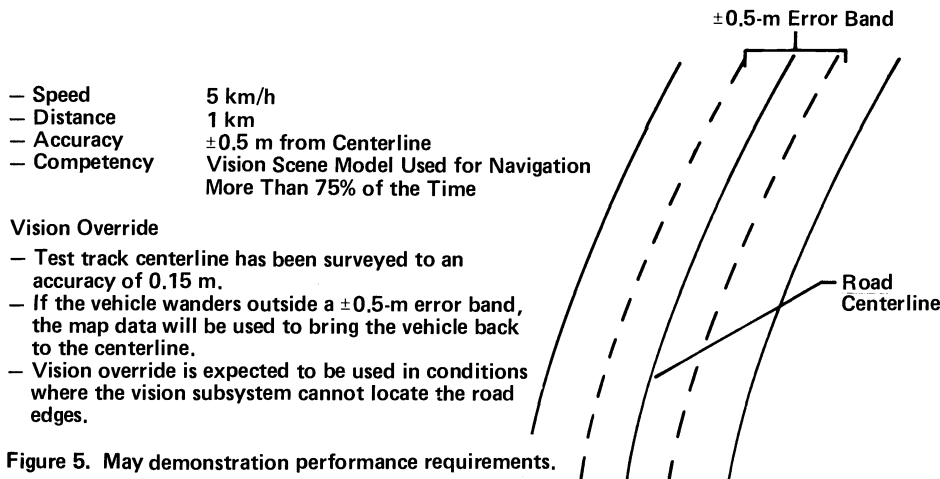 ±0.5-m Error Band
— Speed 5 km/h
— Distance 1 km
— Accuracy ±0.5 m from Centerline
— Competency Vision Scene Model Used for Navigation
More Than 75% of the Time
Vision Override
— Test track centerline has been surveyed to an
accuracy of 0.15 m.
— If the vehicle wanders outside a ±0.5-m error band,
the map data will be used to bring the vehicle back
to the centerline.
— Vision override is expected to be used in conditions
where the vision subsystem cannot locate the road
edges.
Road
Centerline
Figure 5. May demonstration performance requirements.